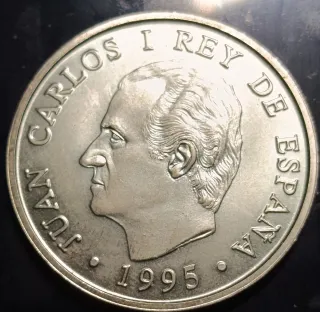 JUAN CARLOS I REY DE ESPAÑA
• 1995 •